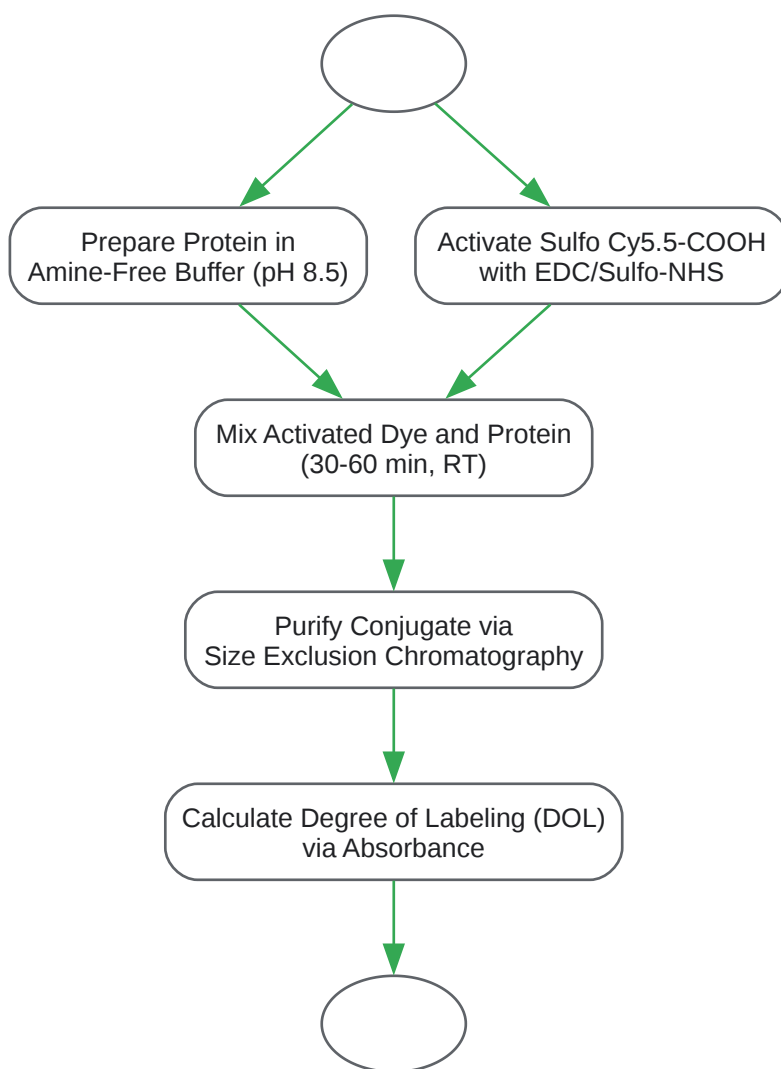 Prepare Protein in
Amine-Free Buffer (pH 8.5)
Activate Sulfo Cy5.5-COOH
with EDC/Sulfo-NHS
Mix Activated Dye and Protein
(30-60 min, RT)
Purify Conjugate via
Size Exclusion Chromatography
Calculate Degree of Labeling (DOL)
via Absorbance